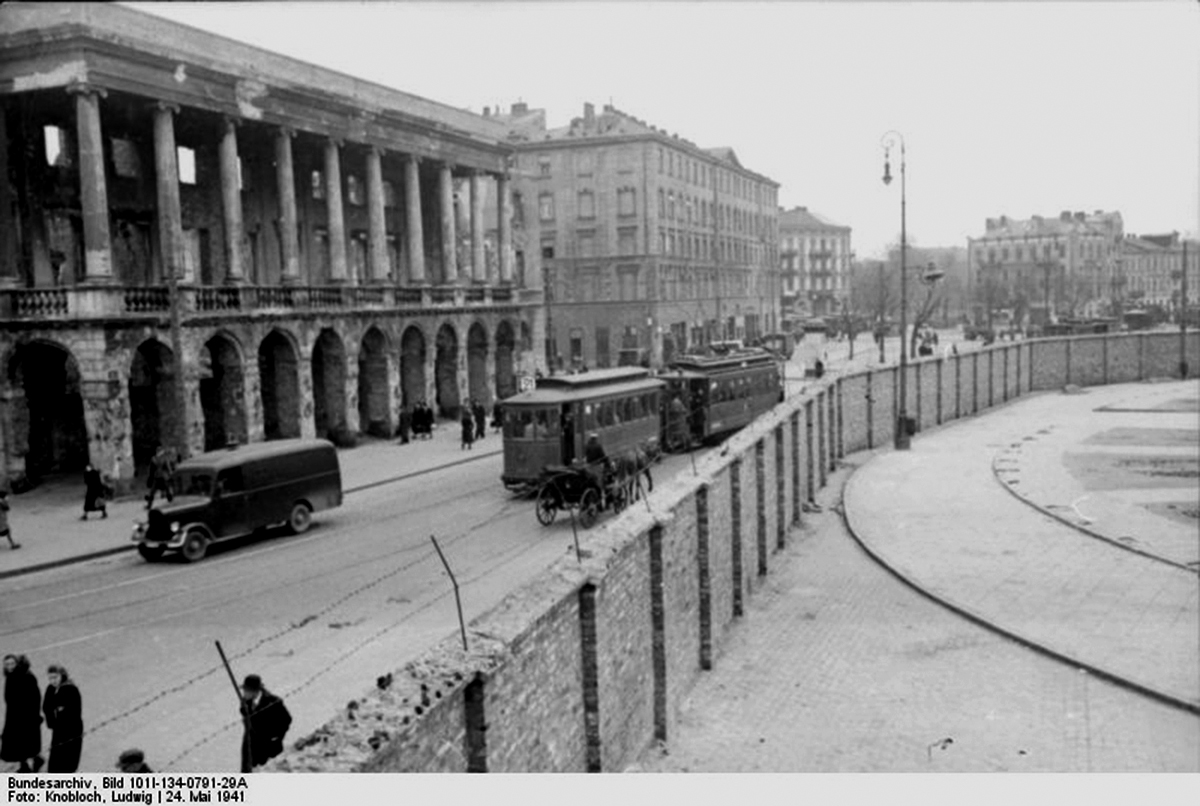 Bundesarchiv, Bild 101I-134-0791-29A
Foto: Knobloch, Ludwig | 24. Mai 1941